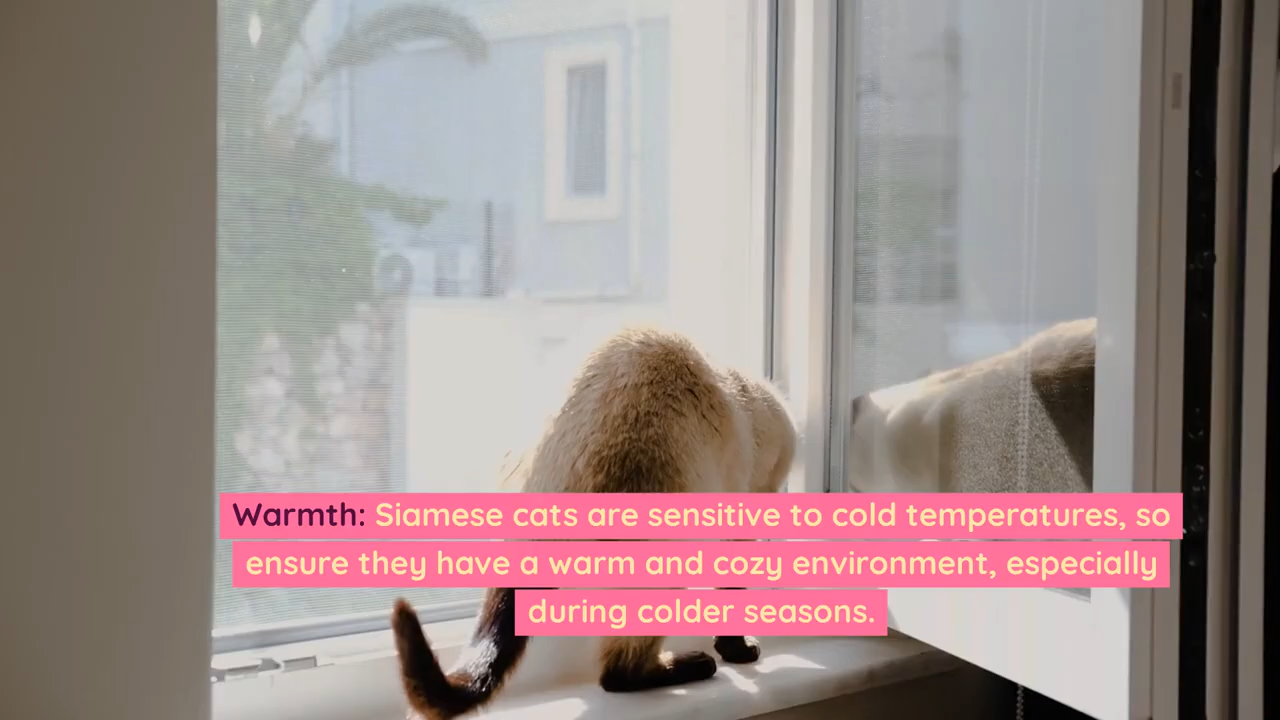 Warmth: Siamese cats are sensitive to cold temperatures, so
ensure they have a warm and cozy environment, especially
during colder seasons.